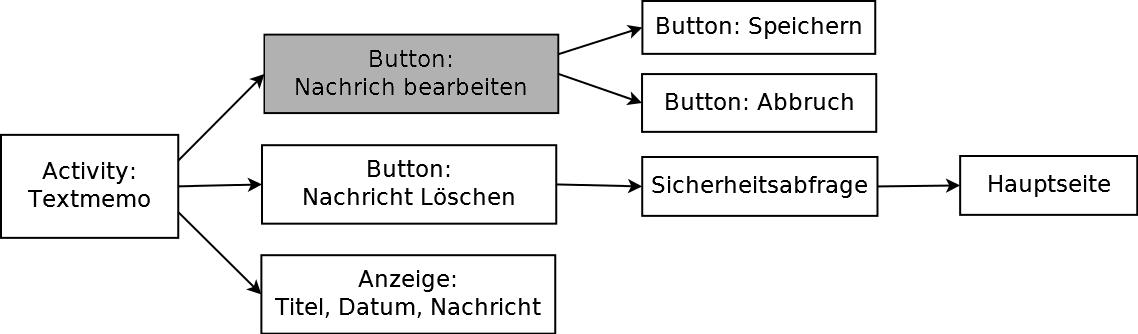 Activity:
Textmemo
Button:
Nachrich bearbeiten
Button: Speichern
Button: Abbruch
Button:
Nachricht Löschen
Sicherheitsabfrage
Hauptseite
Anzeige:
Titel, Datum, Nachricht